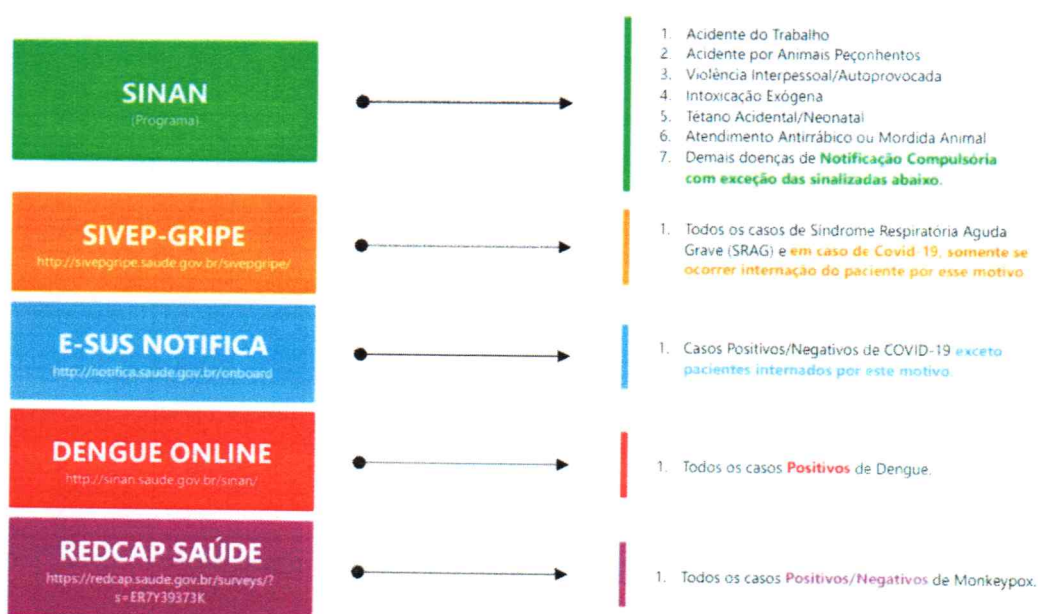 SINAN
(Programa)
1. Acidente do Trabalho
2. Acidente por Animais Peçonhentos
3. Violência Interpessoal/Autoprovocada
4. Intoxicação Exógena
5. Tétano Acidental/Neonatal
6. Atendimento Antirrábico ou Mordida Animal
7. Demais doenças de Notificação Compulsória
com exceção das sinalizadas abaixo.
SIVEP-GRIPE
http://sivepgripe.saude.gov.br/sivepgripe/
1. Todos os casos de Síndrome Respiratória Aguda
Grave (SRAG) e em caso de Covid-19, somente se
ocorrer internação do paciente por esse motivo
E-SUS NOTIFICA
http://notifica.saude.gov.br/onboard
1. Casos Positivos/Negativos de COVID-19 exceto
pacientes internados por este motivo.
DENGUE ONLINE
http://sinan.saude.gov.br/sinan/
1. Todos os casos Positivos de Dengue.
REDCAP SAÚDE
https://redcap.saude.gov.br/surveys/?
s=ER7Y39373K
1. Todos os casos Positivos/Negativos de Monkeypox.